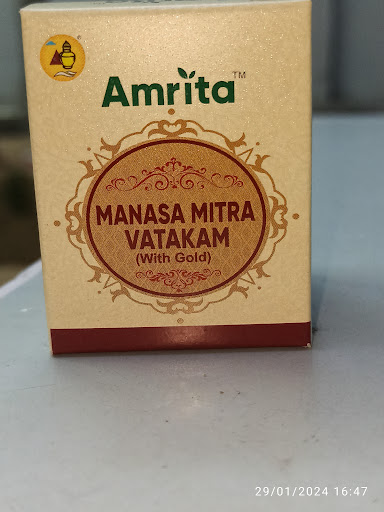 Amrita™
MANASA MITRA
VATAKAM
(With Gold)
®
29/01/2024 16:47